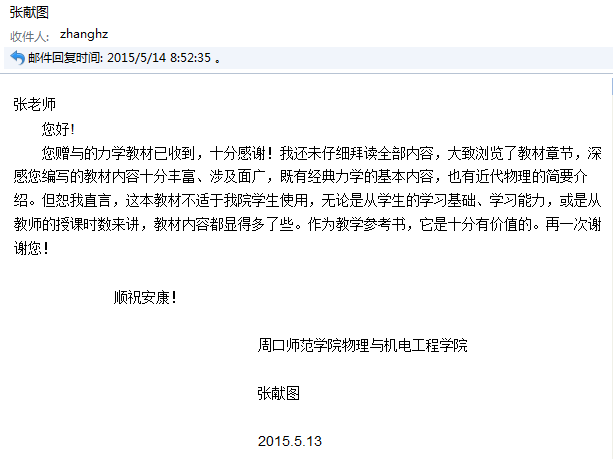 张献图
收件人: zhanghz
邮件回复时间: 2015/5/14 8:52:35 。
张老师
您好!
您赠与的力学教材已收到，十分感谢！我还未仔细拜读全部内容，大致浏览了教材章节，深
感您编写的教材内容十分丰富、涉及面广，既有经典力学的基本内容，也有近代物理的简要介
绍。但恕我直言，这本教材不适于我院学生使用，无论是从学生的学习基础、学习能力，或是从
教师的授课时数来讲，教材内容都显得多了些。作为教学参考书，它是十分有价值的。再一次谢
谢您！
顺祝安康！
周口师范学院物理与机电工程学院
张献图
2015.5.13